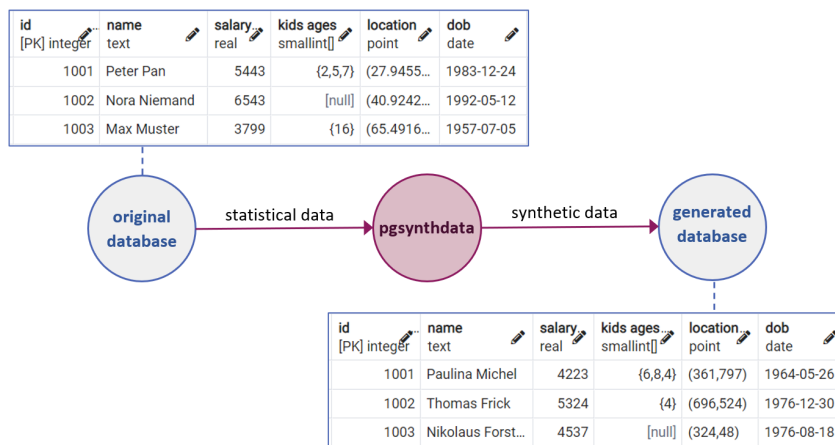 id name salary... kids ages location dob
[PK] integer text real smallint[] point date
1001 Peter Pan 5443 {2,5,7} (27.9455... 1983-12-24
1002 Nora Niemand 6543 [null] (40.9242... 1992-05-12
1003 Max Muster 3799 {16} (65.4916... 1957-07-05
original
database
statistical data
pgsynthdata
synthetic data
generated
database
id name salary... kids ages... location... dob
[PK] integer text real smallint[] point date
1001 Paulina Michel 4223 {6,8,4} (361,797) 1964-05-26
1002 Thomas Frick 5324 {4} (696,524) 1976-12-30
1003 Nikolaus Forst... 4537 [null] (324,48) 1976-08-18